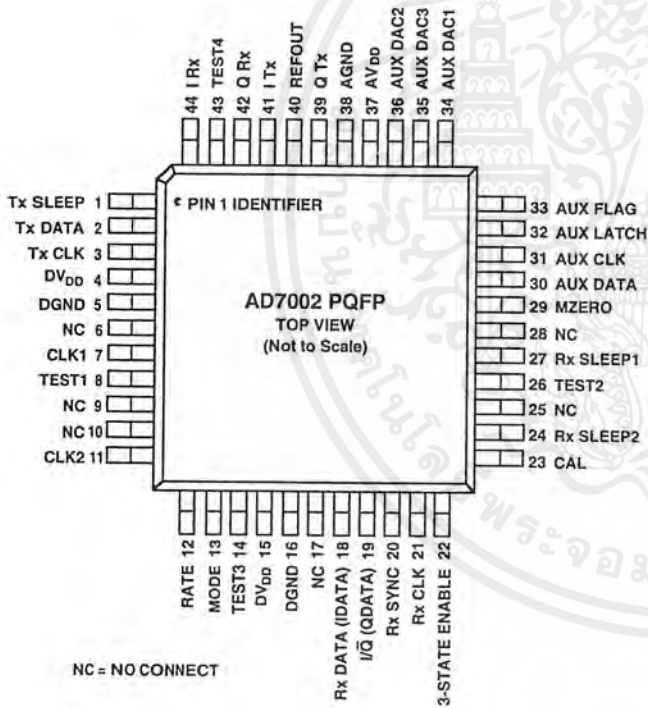 44 I Rx
43 TEST4
42 Q Rx
41 I Tx
40 REFOUT
39 Q Tx
38 AGND
37 AVDD
36 AUX DAC2
35 AUX DAC3
34 AUX DAC1
Tx SLEEP 1
Tx DATA 2
Tx CLK 3
DVDD 4
DGND 5
NC 6
CLK1 7
TEST1 8
NC 9
NC 10
CLK2 11
PIN 1 IDENTIFIER
AD7002 PQFP
TOP VIEW
(Not to Scale)
33 AUX FLAG
32 AUX LATCH
31 AUX CLK
30 AUX DATA
29 MZERO
28 NC
27 Rx SLEEP1
26 TEST2
25 NC
24 Rx SLEEP2
23 CAL
RATE 12
MODE 13
TEST3 14
DVDD 15
DGND 16
NC 17
Rx DATA (IDATA) 18
I/Q̄ (QDATA) 19
Rx SYNC 20
Rx CLK 21
3-STATE ENABLE 22
NC = NO CONNECT